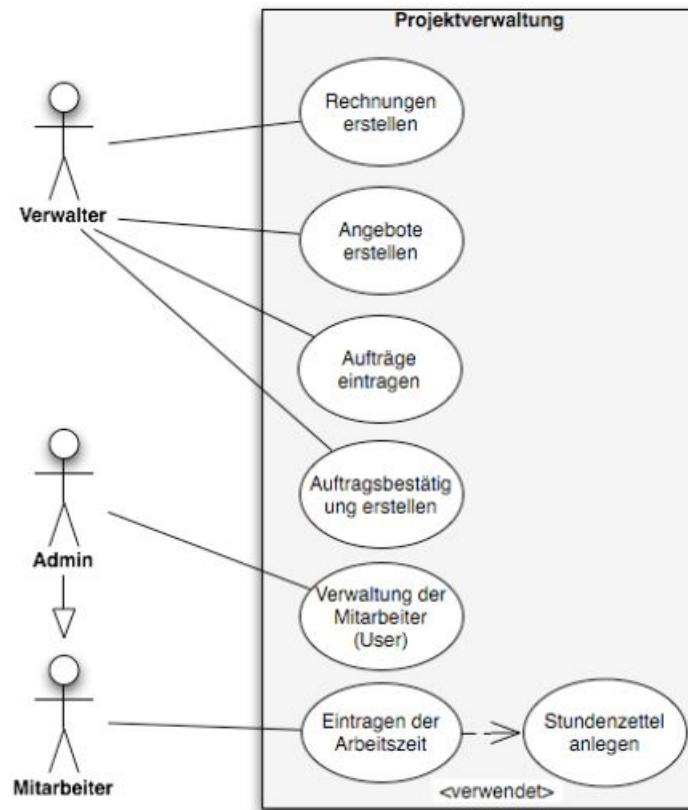 Projektverwaltung
Rechnungen
erstellen
Verwalter
Angebote
erstellen
Aufträge
eintragen
Auftragsbestätig
ung erstellen
Admin
Verwaltung der
Mitarbeiter
(User)
Mitarbeiter
Eintragen der
Arbeitszeit
Stundenzettel
anlegen
<verwendet>